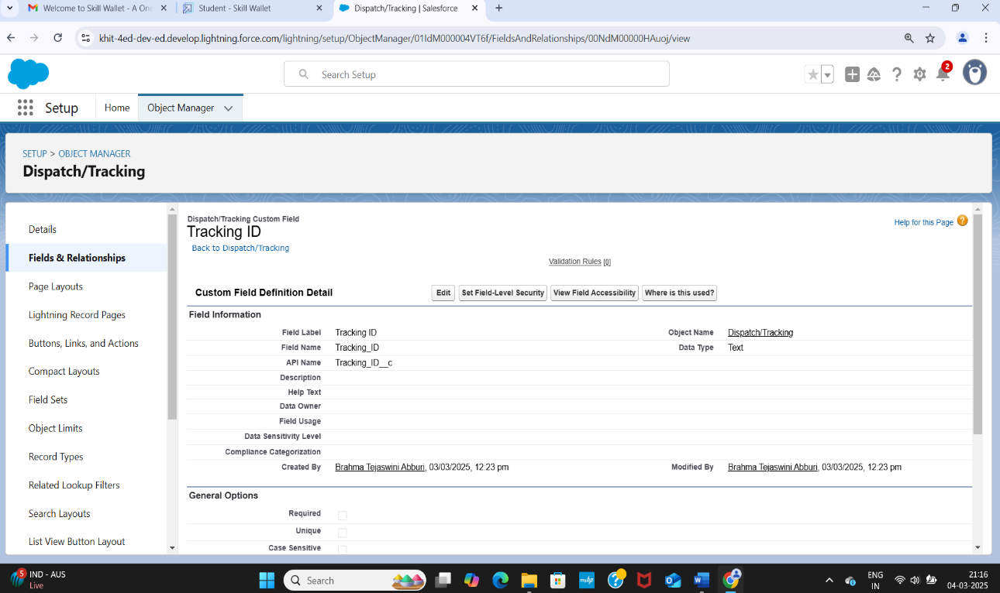 Welcome to Skill Wallet - A One
Student - Skill Wallet
Dispatch/Tracking | Salesforce
khit-4ed-dev-ed.develop.lightning.force.com/lightning/setup/ObjectManager/01IdM000004VT6f/FieldsAndRelationships/00NdM00000HAuoj/view
Search Setup
2
Setup
Home
Object Manager
SETUP > OBJECT MANAGER
Dispatch/Tracking
Details
Fields & Relationships
Page Layouts
Lightning Record Pages
Buttons, Links, and Actions
Compact Layouts
Field Sets
Object Limits
Record Types
Related Lookup Filters
Search Layouts
List View Button Layout
Dispatch/Tracking Custom Field
Tracking ID
Back to Dispatch/Tracking
Help for this Page
Validation Rules [0]
Custom Field Definition Detail
Edit Set Field-Level Security View Field Accessibility Where is this used?
Field Information
Field Label Tracking ID Object Name Dispatch/Tracking
Field Name Tracking_ID Data Type Text
API Name Tracking_ID__c
Description
Help Text
Data Owner
Field Usage
Data Sensitivity Level
Compliance Categorization
Created By Brahma Tejaswini Abburi, 03/03/2025, 12:23 pm Modified By Brahma Tejaswini Abburi, 03/03/2025, 12:23 pm
General Options
Required
Unique
Case Sensitive
5
IND - AUS
Live
Search
ENG
IN
21:16
04-03-2025